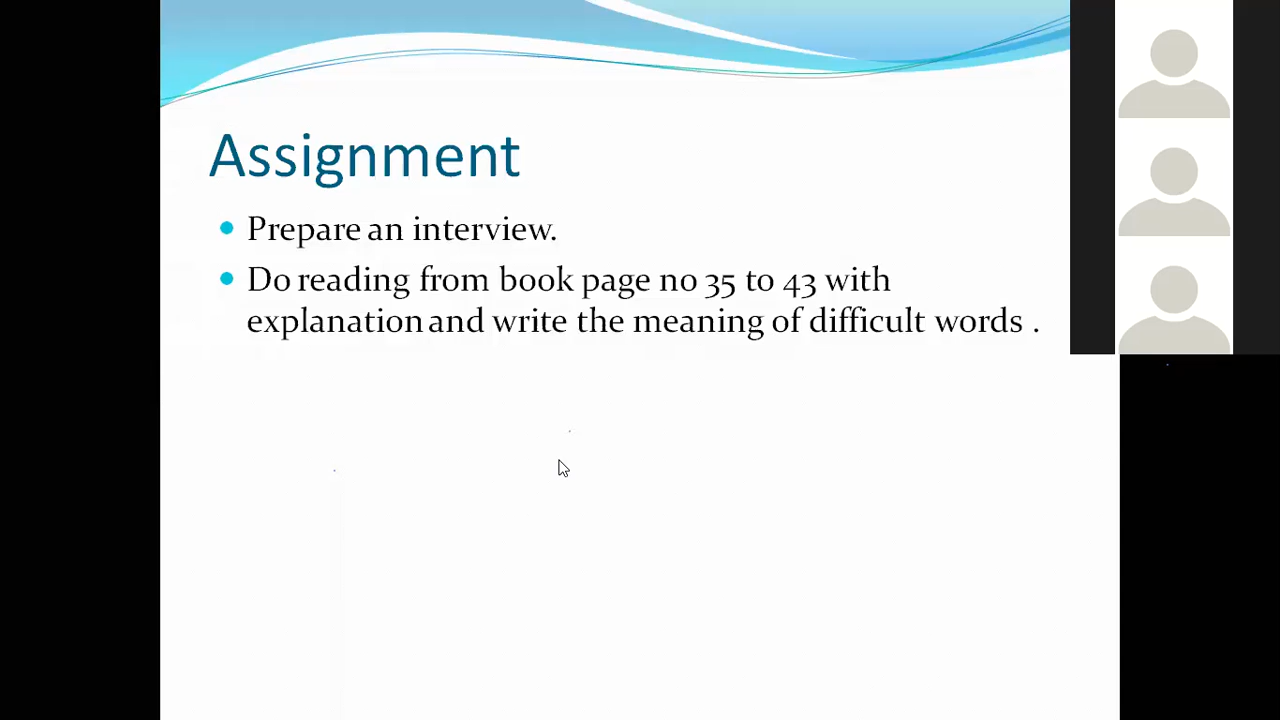 Assignment
Prepare an interview.
Do reading from book page no 35 to 43 with
explanation and write the meaning of difficult words .